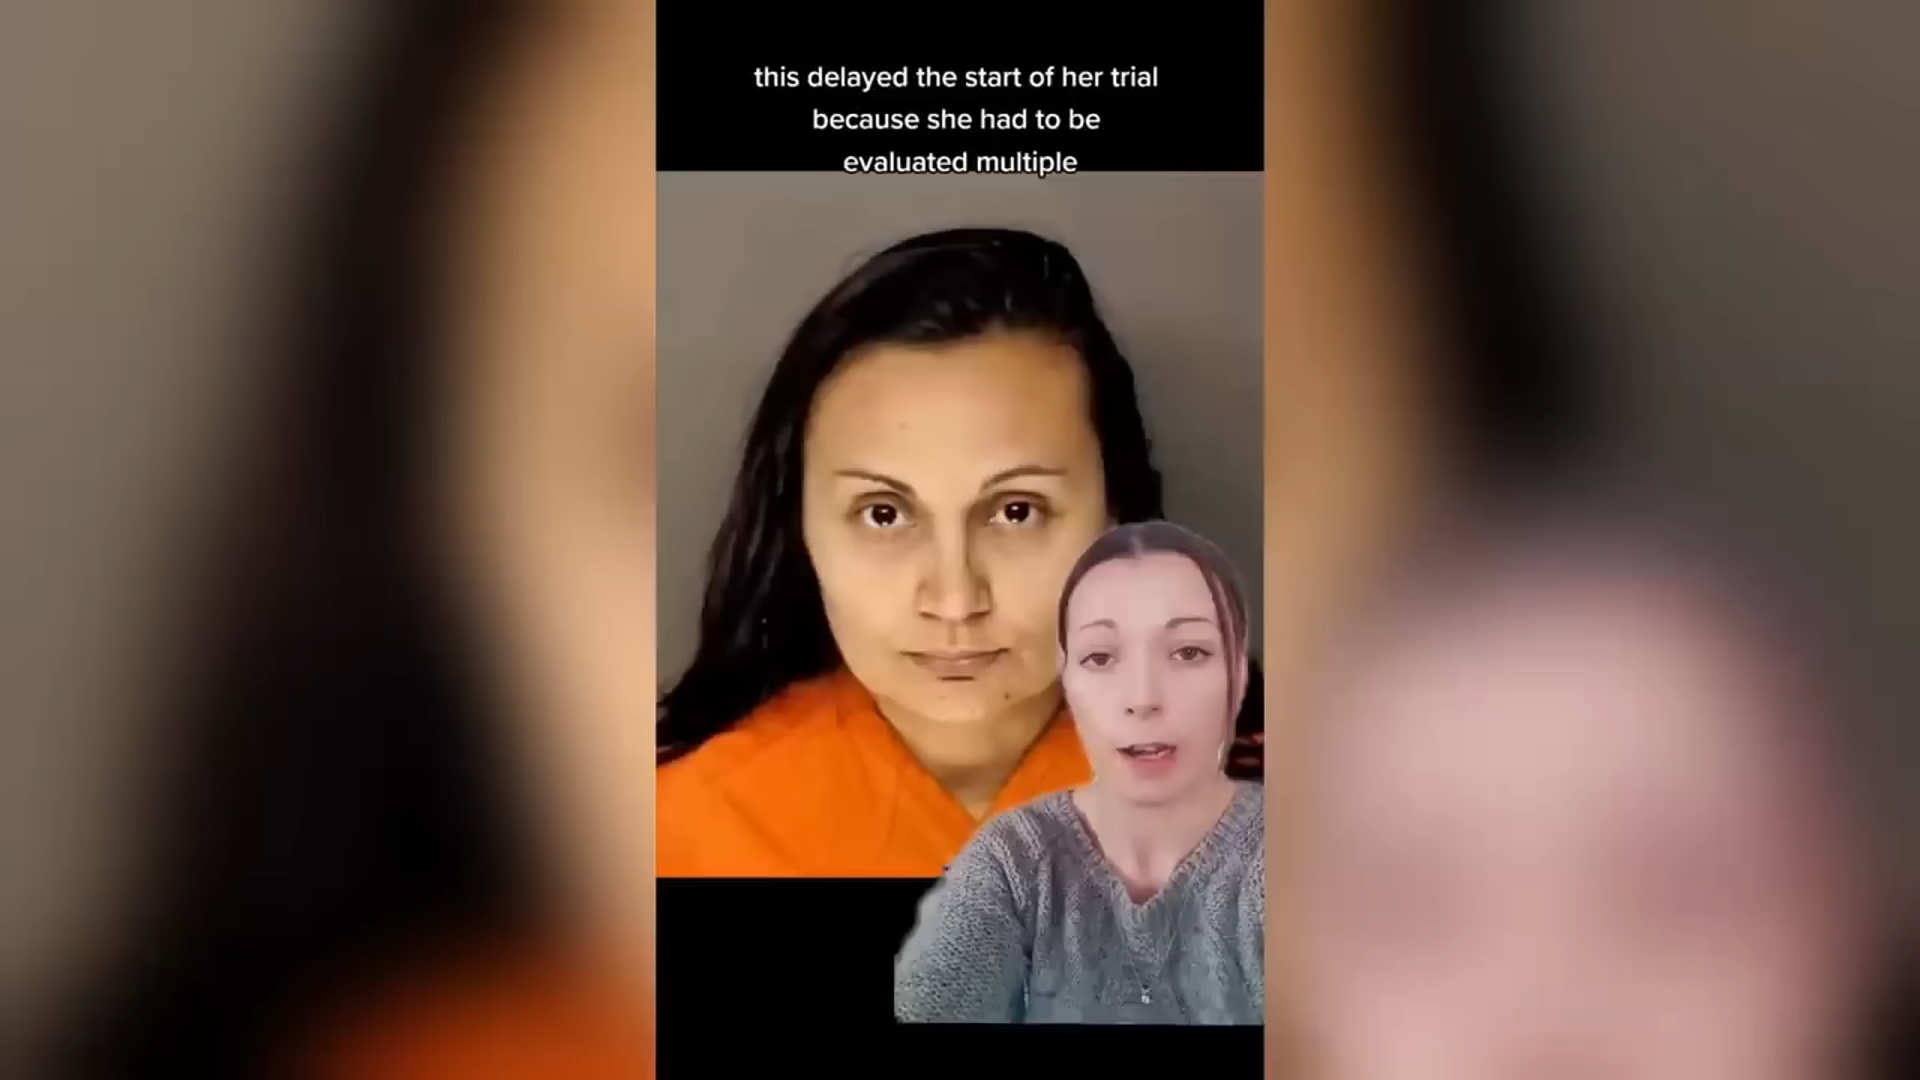 this delayed the start of her trial
because she had to be
evaluated multiple